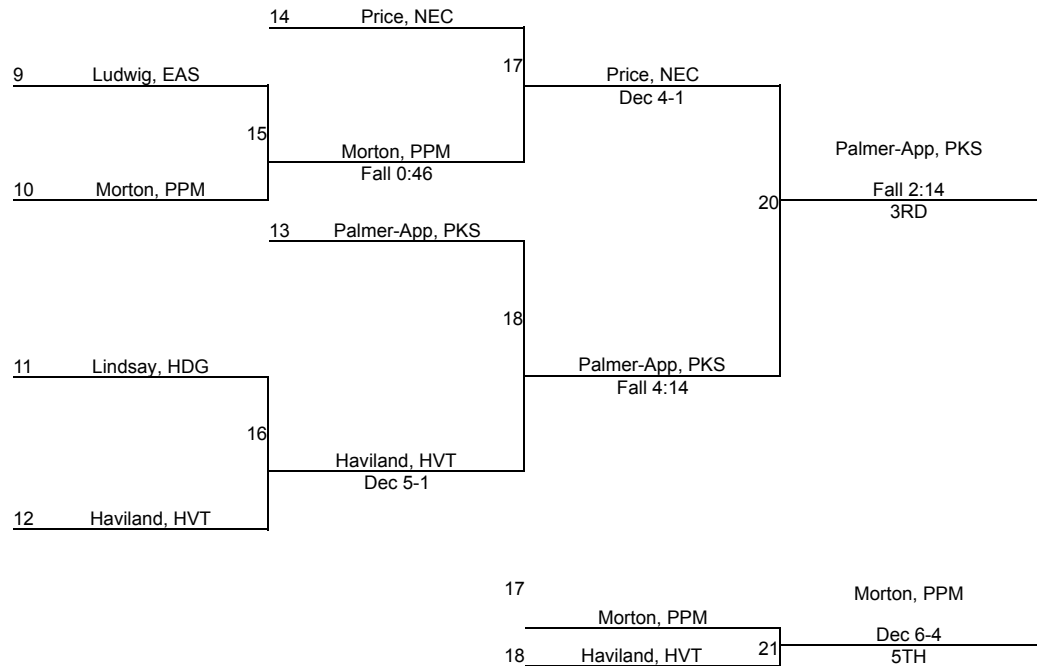 14 Price, NEC
17
9 Ludwig, EAS
Price, NEC
Dec 4-1
15
Morton, PPM
Fall 0:46
Palmer-App, PKS
10 Morton, PPM
Fall 2:14
20
3RD
13 Palmer-App, PKS
18
11 Lindsay, HDG
Palmer-App, PKS
Fall 4:14
16
Haviland, HVT
Dec 5-1
12 Haviland, HVT
17
Morton, PPM
Morton, PPM
Dec 6-4
18 Haviland, HVT
21
5TH